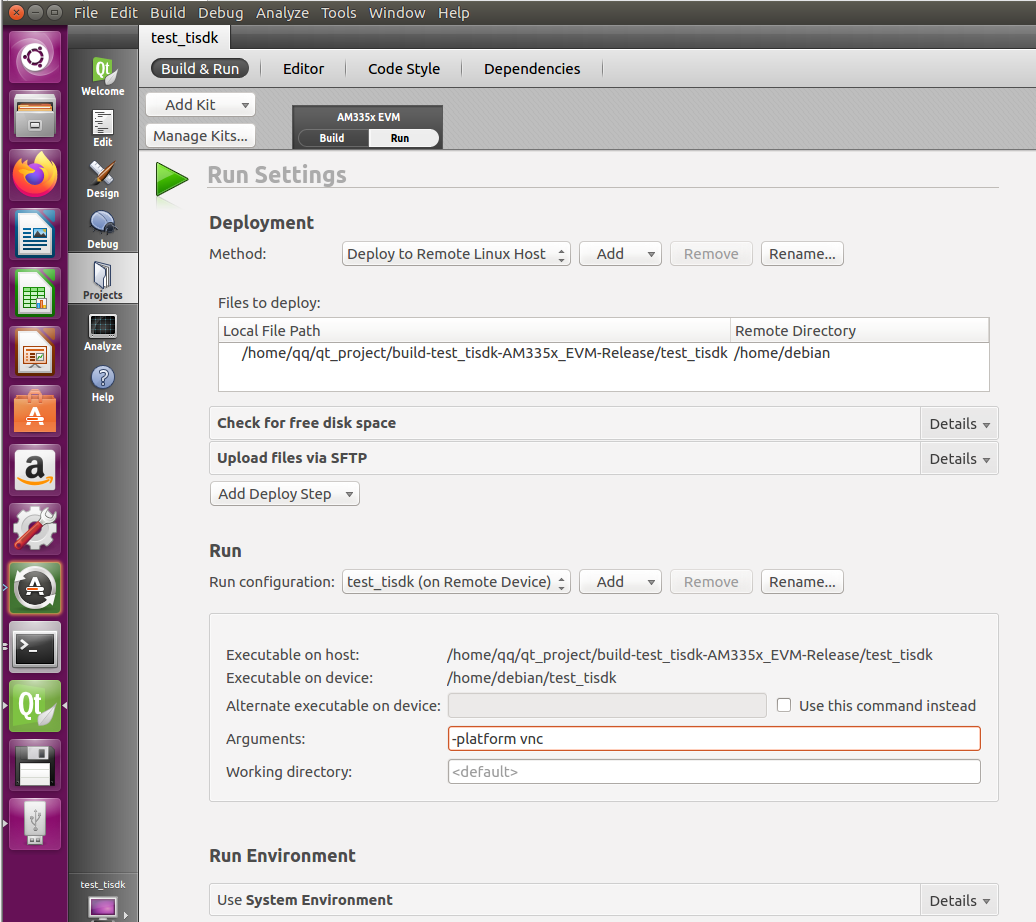 File Edit Build Debug Analyze Tools Window Help
test_tisdk
Build & Run Editor Code Style Dependencies
Add Kit
Manage Kits...
AM335x EVM
Build Run
Qt
Welcome
Edit
Design
Debug
Projects
Analyze
?
Help
Run Settings
Deployment
Method: Deploy to Remote Linux Host Add Remove Rename...
Files to deploy:
Local File Path Remote Directory
/home/qq/qt_project/build-test_tisdk-AM335x_EVM-Release/test_tisdk /home/debian
Check for free disk space Details
Upload files via SFTP Details
Add Deploy Step
Run
Run configuration: test_tisdk (on Remote Device) Add Remove Rename...
Executable on host: /home/qq/qt_project/build-test_tisdk-AM335x_EVM-Release/test_tisdk
Executable on device: /home/debian/test_tisdk
Alternate executable on device: Use this command instead
Arguments: -platform vnc
Working directory: <default>
Run Environment
Use System Environment Details
test_tisdk
A
a
A
>_
Qt